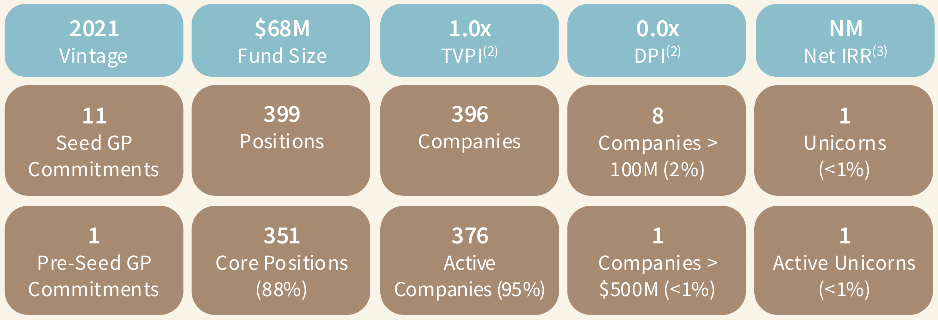 2021
Vintage
$68M
Fund Size
1.0x
TVPI(2)
0.0x
DPI(2)
NM
Net IRR(3)
11
Seed GP
Commitments
399
Positions
396
Companies
8
Companies >
100M (2%)
1
Unicorns
(<1%)
1
Pre-Seed GP
Commitments
351
Core Positions
(88%)
376
Active
Companies (95%)
1
Companies >
$500M (<1%)
1
Active Unicorns
(<1%)